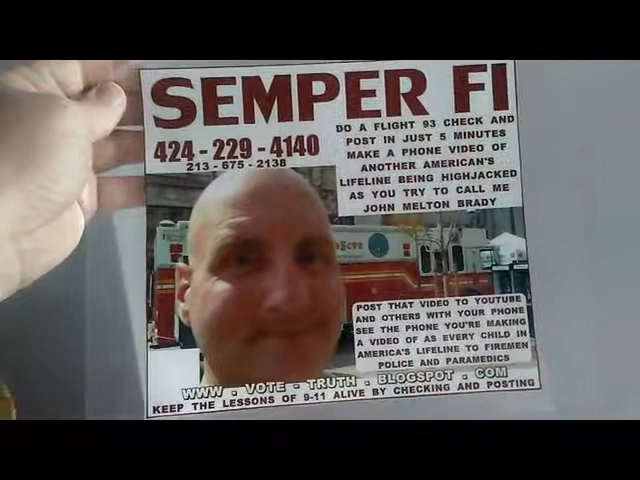 SEMPER FI
424 - 229 - 4140
213 - 675 - 2138
DO A FLIGHT 93 CHECK AND
POST IN JUST 5 MINUTES
MAKE A PHONE VIDEO OF
ANOTHER AMERICAN'S
LIFELINE BEING HIGHJACKED
AS YOU TRY TO CALL ME
JOHN MELTON BRADY
POST THAT VIDEO TO YOUTUBE
AND OTHERS WITH YOUR PHONE
SEE THE PHONE YOU'RE MAKING
A VIDEO OF AS EVERY CHILD IN
AMERICA'S LIFELINE TO FIREMEN
POLICE AND PARAMEDICS
WWW . VOTE - TRUTH . BLOGSPOT . COM
KEEP THE LESSONS OF 9-11 ALIVE BY CHECKING AND POSTING